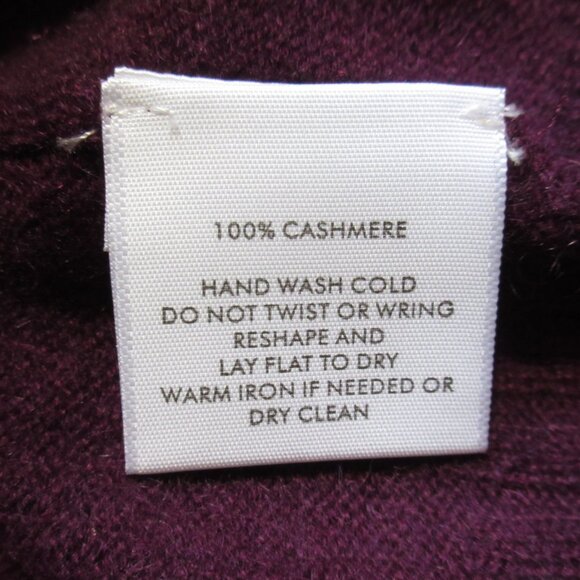 100% CASHMERE
HAND WASH COLD
DO NOT TWIST OR WRING
RESHAPE AND
LAY FLAT TO DRY
WARM IRON IF NEEDED OR
DRY CLEAN